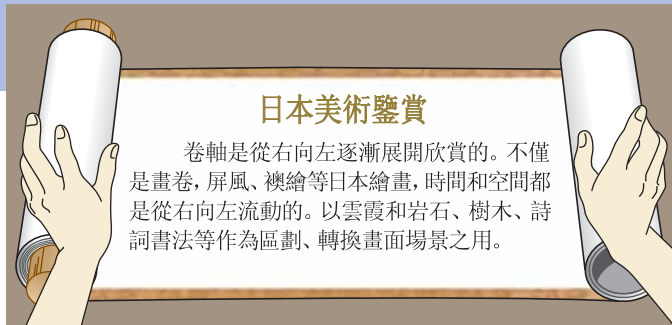 日本美術鑒賞
卷軸是從右向左逐漸展開欣賞的。不僅
是畫卷，屏風、襖繪等日本繪畫，時間和空間都
是從右向左流動的。以雲霞和岩石、樹木、詩
詞書法等作為區劃、轉換畫面場景之用。